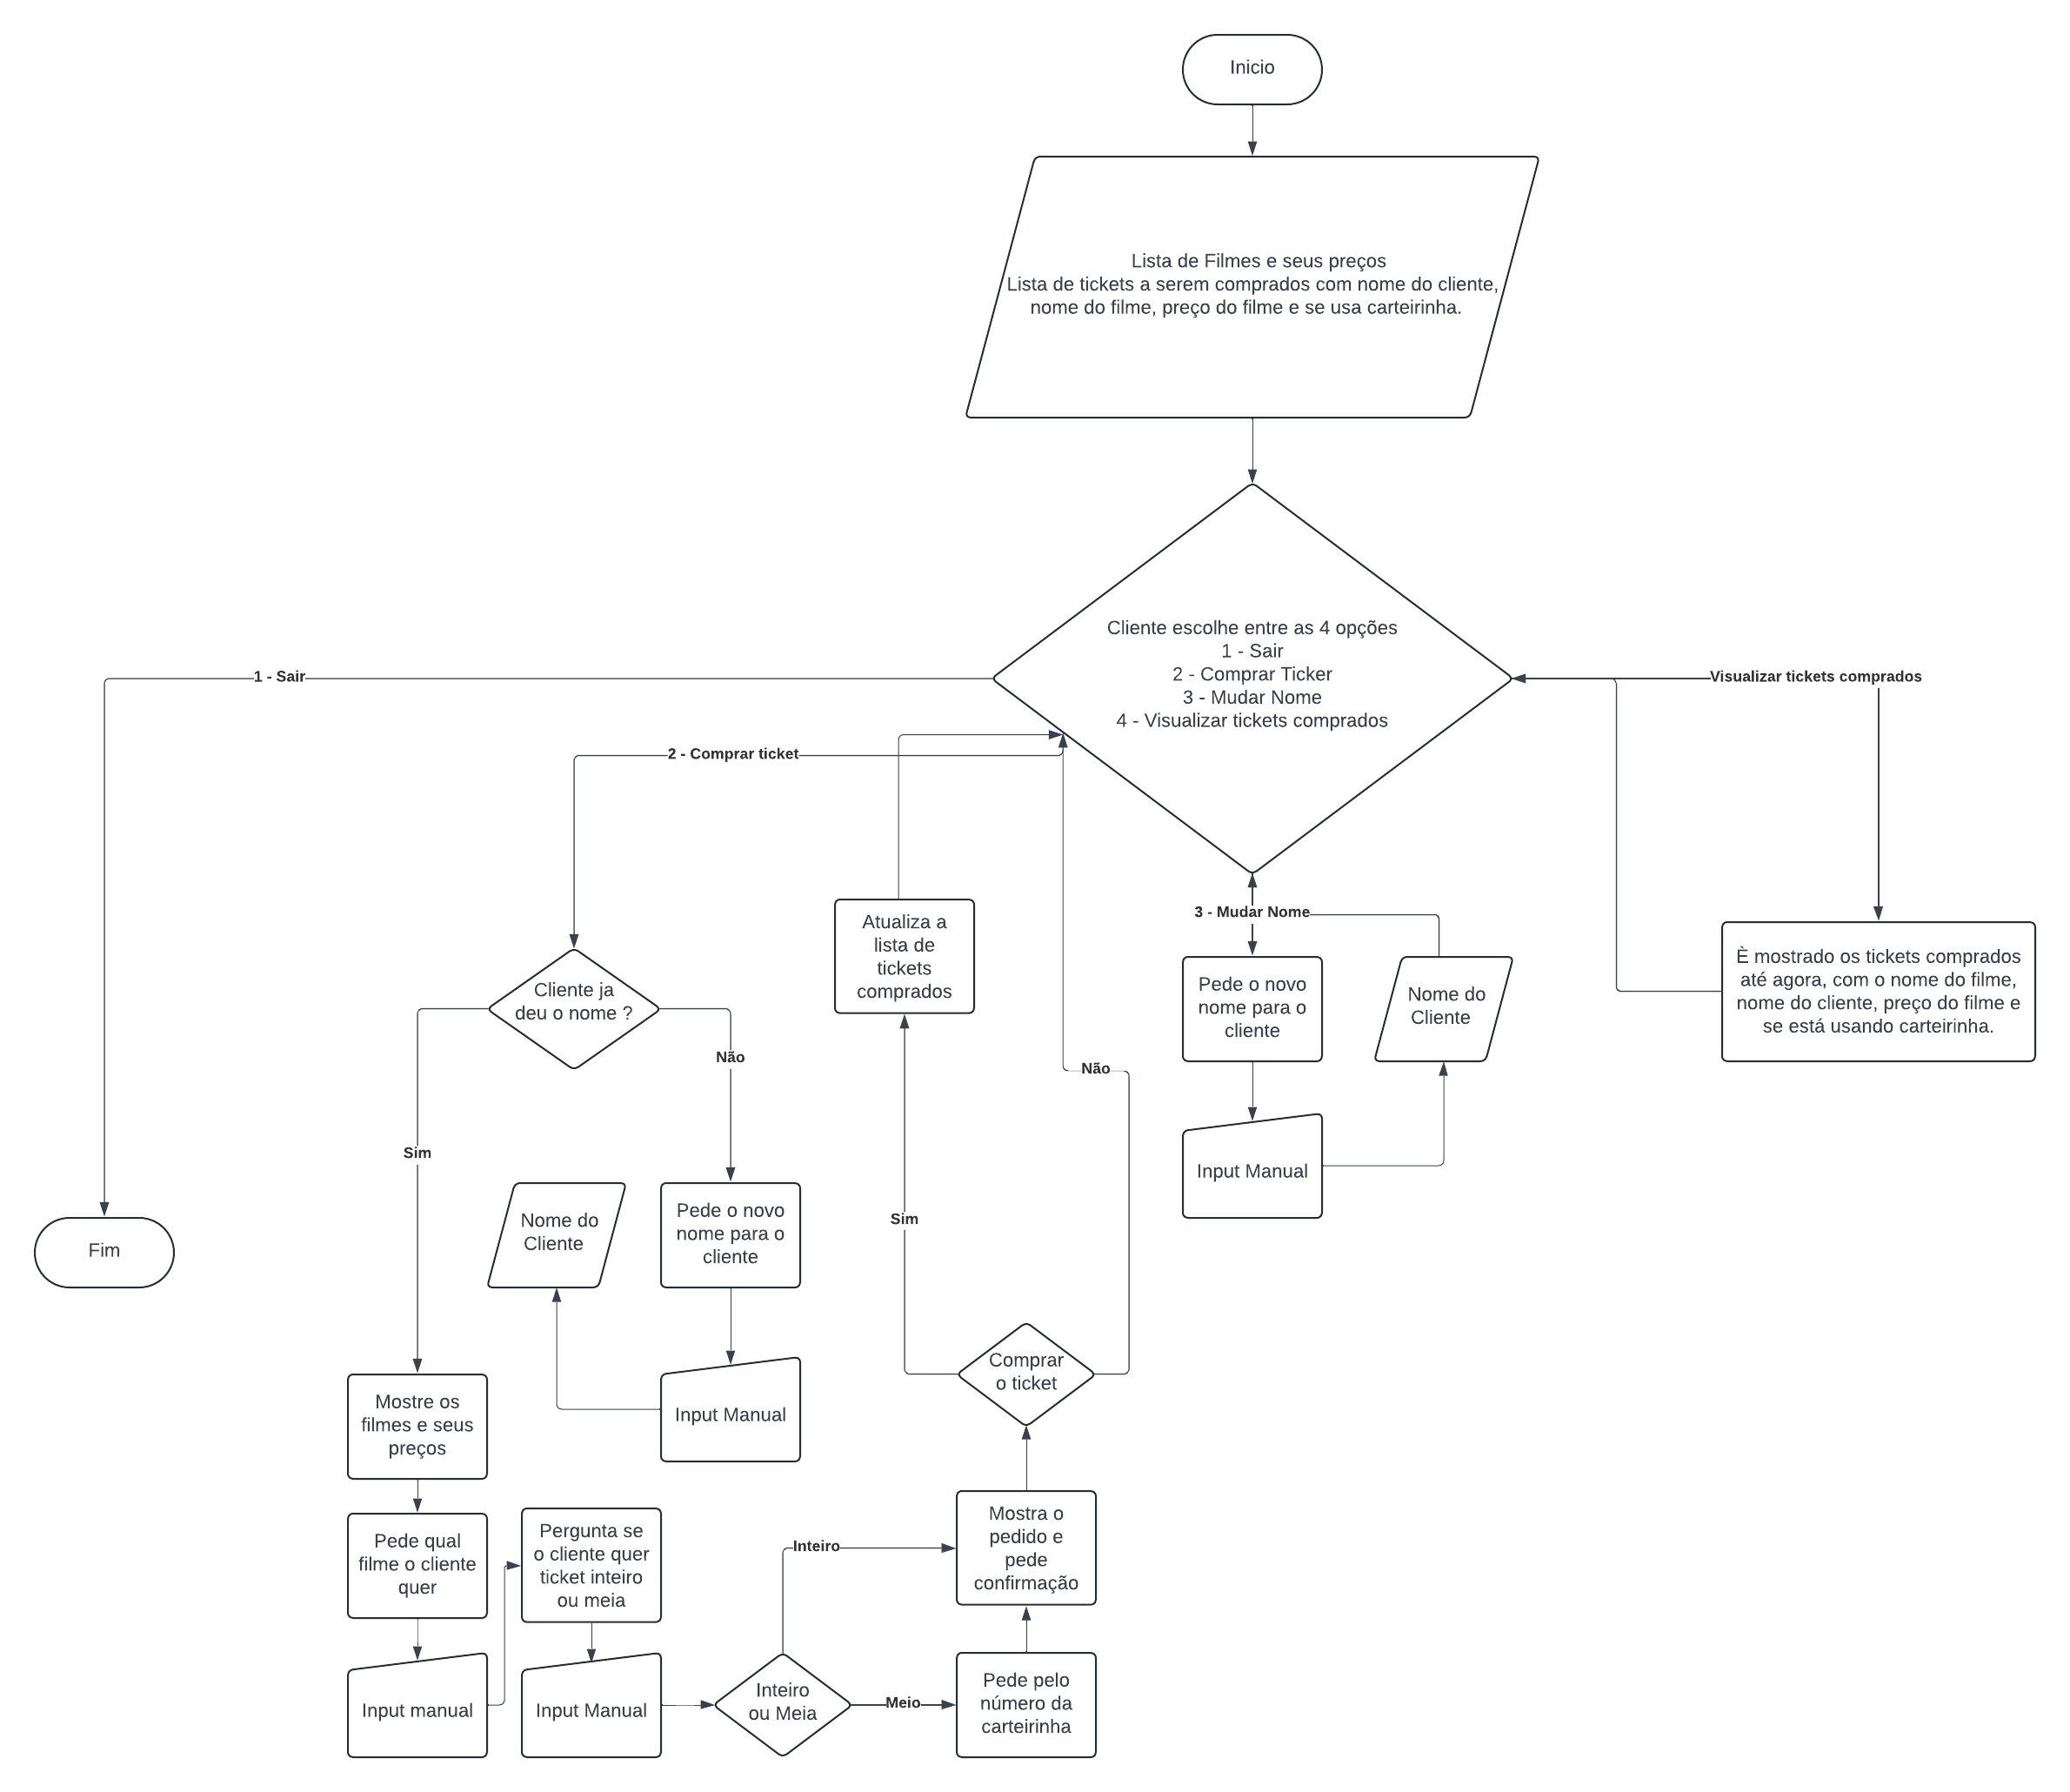 Inicio
Lista de Filmes e seus preços
Lista de tickets a serem comprados com nome do cliente,
nome do filme, preço do filme e se usa carteirinha.
Cliente escolhe entre as 4 opções
1 - Sair
2 - Comprar Ticker
3 - Mudar Nome
4 - Visualizar tickets comprados
1 - Sair
Visualizar tickets comprados
2 - Comprar ticket
3 - Mudar Nome
Atualiza a
lista de
tickets
comprados
Cliente ja
deu o nome ?
Pede o novo
nome para o
cliente
Nome do
Cliente
È mostrado os tickets comprados
até agora, com o nome do filme,
nome do cliente, preço do filme e
se está usando carteirinha.
Não
Não
Sim
Input Manual
Sim
Fim
Nome do
Cliente
Pede o novo
nome para o
cliente
Comprar
o ticket
Mostre os
filmes e seus
preços
Input Manual
Pede qual
filme o cliente
quer
Pergunta se
o cliente quer
ticket inteiro
ou meia
Inteiro
Mostra o
pedido e
pede
confirmação
Input manual
Input Manual
Inteiro
ou Meia
Meio
Pede pelo
número da
carteirinha